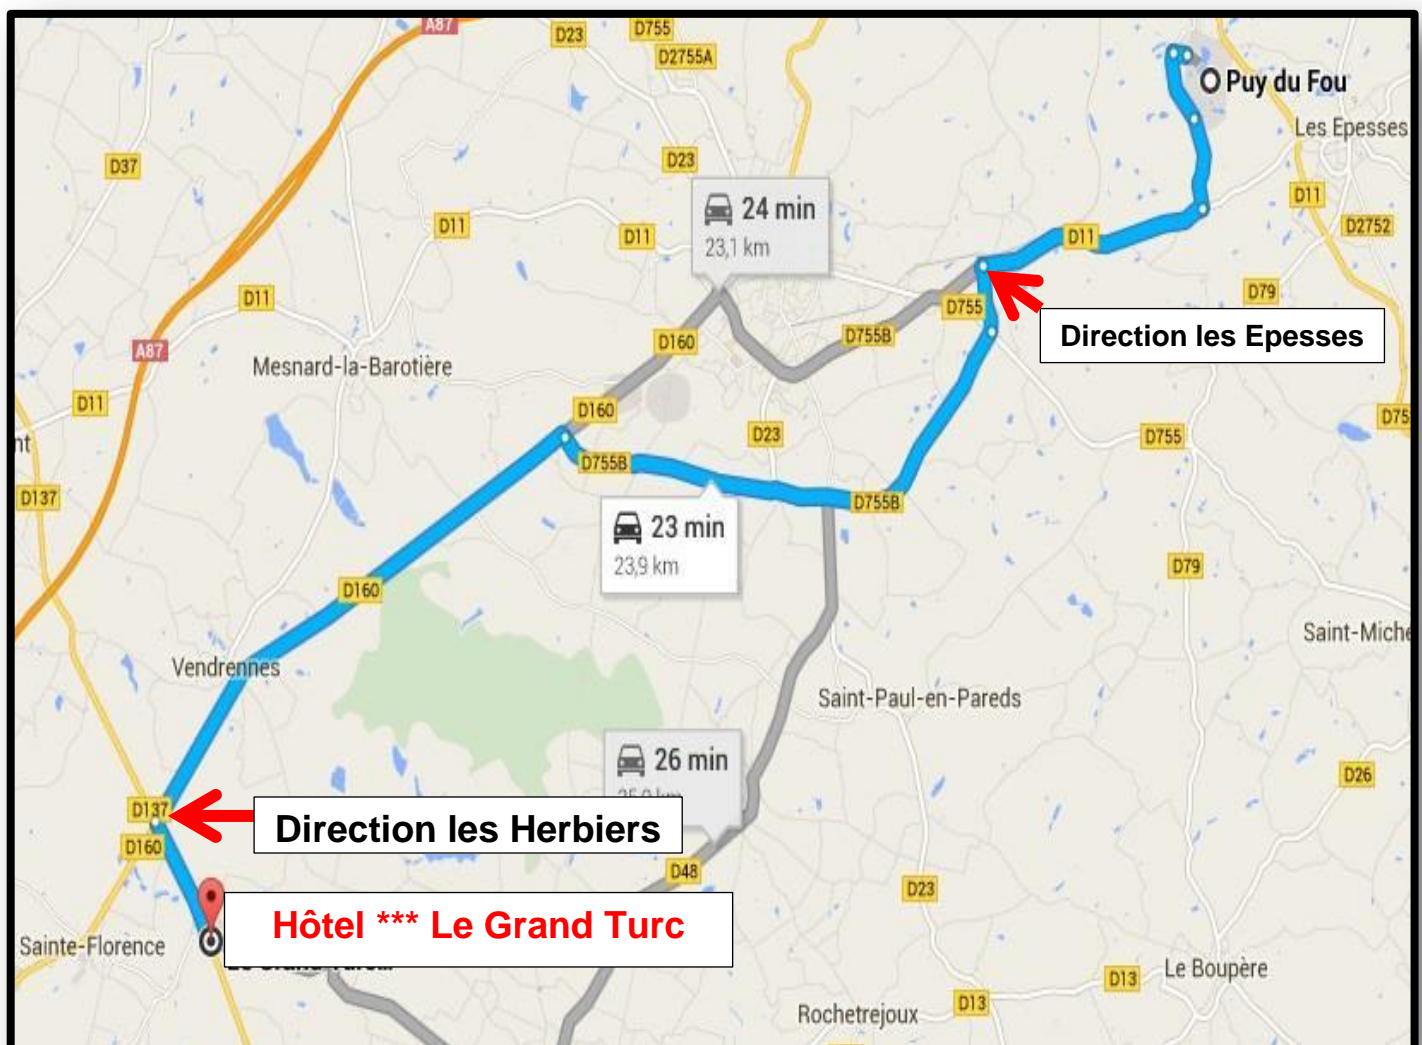 A87
D23
D755
D2755A
Puy du Fou
Les Epesses
D37
D23
D11
24 min
23,1 km
D11
D11
D11
D2752
D11
D755
D79
D160
D755B
Direction les Epesses
A87
Mesnard-la-Barotière
D11
D160
D23
D755
nt
D755B
D137
D755B
23 min
23,9 km
D160
D79
Saint-Miche
Vendrennes
Saint-Paul-en-Pareds
26 min
D26
D137
Direction les Herbiers
D160
D48
D23
Hôtel *** Le Grand Turc
Sainte-Florence
Le Boupère
D13
D13
Rochetrejoux